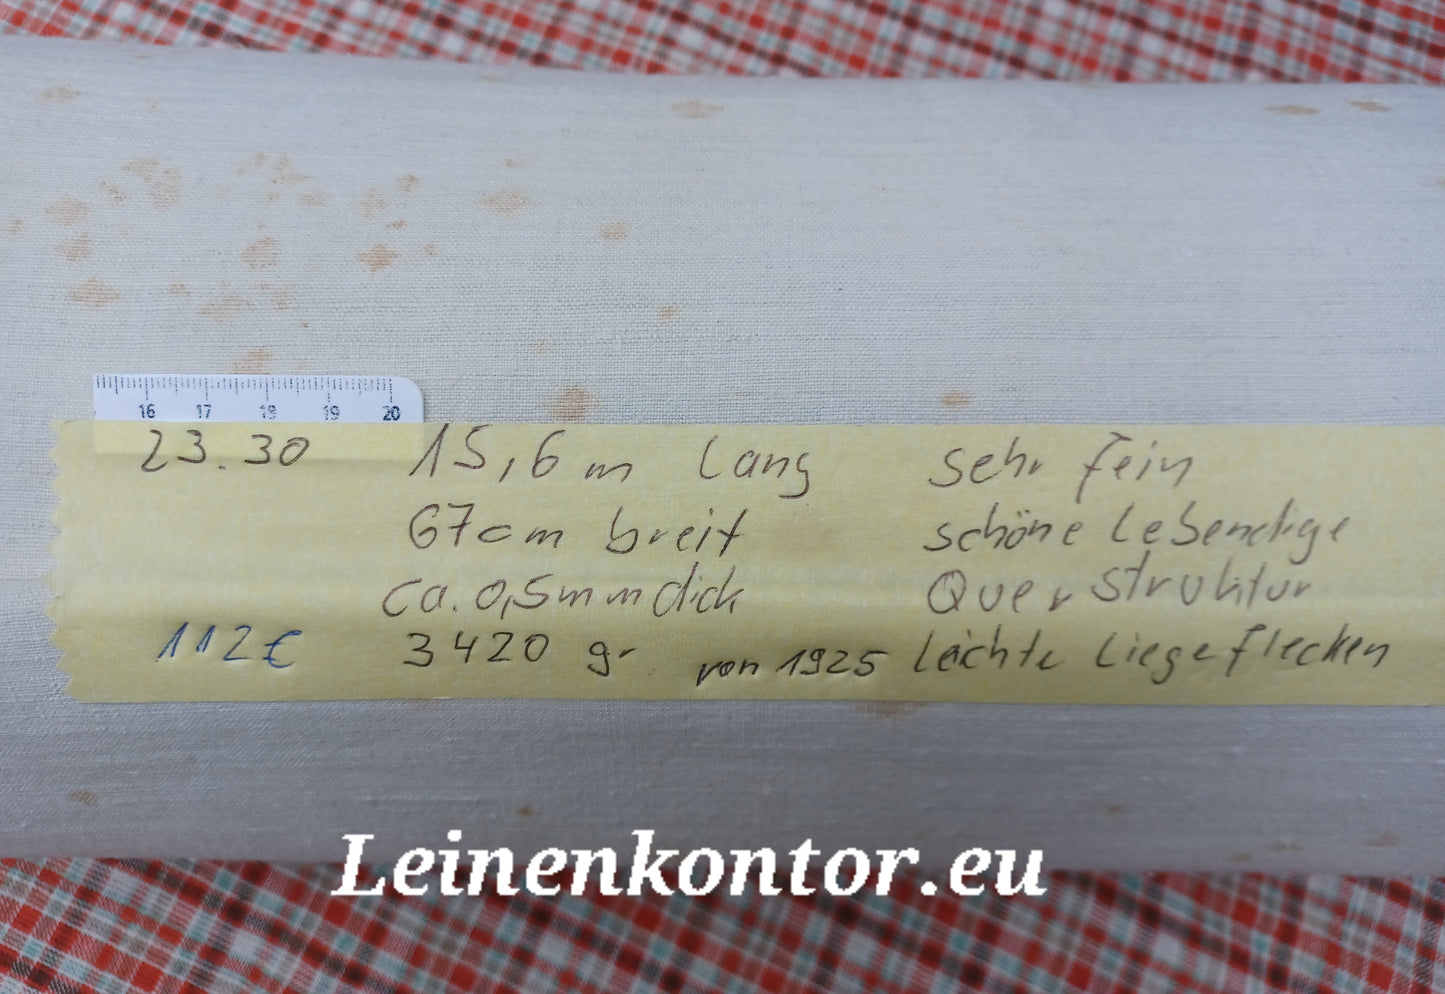 16 17 18 19 20
23.30 15,6 m lang sehr fein
67cm breit schöne lebendige
ca. 0,5mm dick Querstruktur
112€ 3420 gr von 1925 leichte Liegeflecken
Leinenkontor.eu